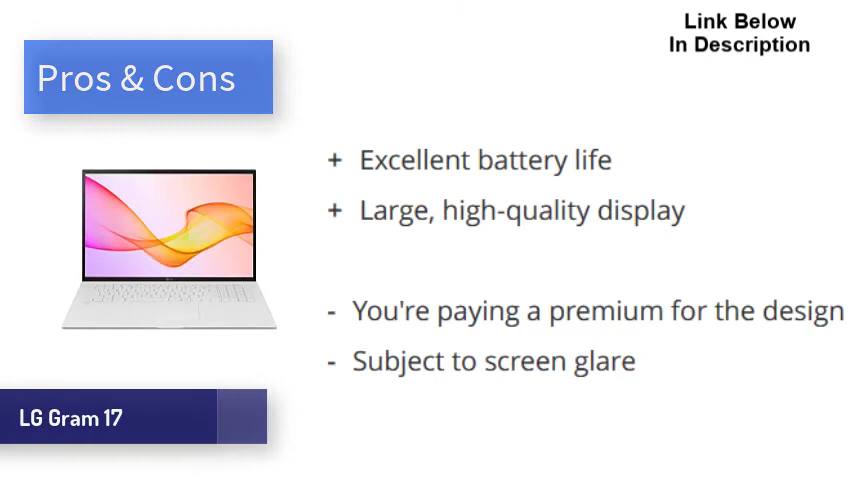 Link Below
In Description
Pros & Cons
+ Excellent battery life
+ Large, high-quality display
- You're paying a premium for the design
- Subject to screen glare
LG Gram 17